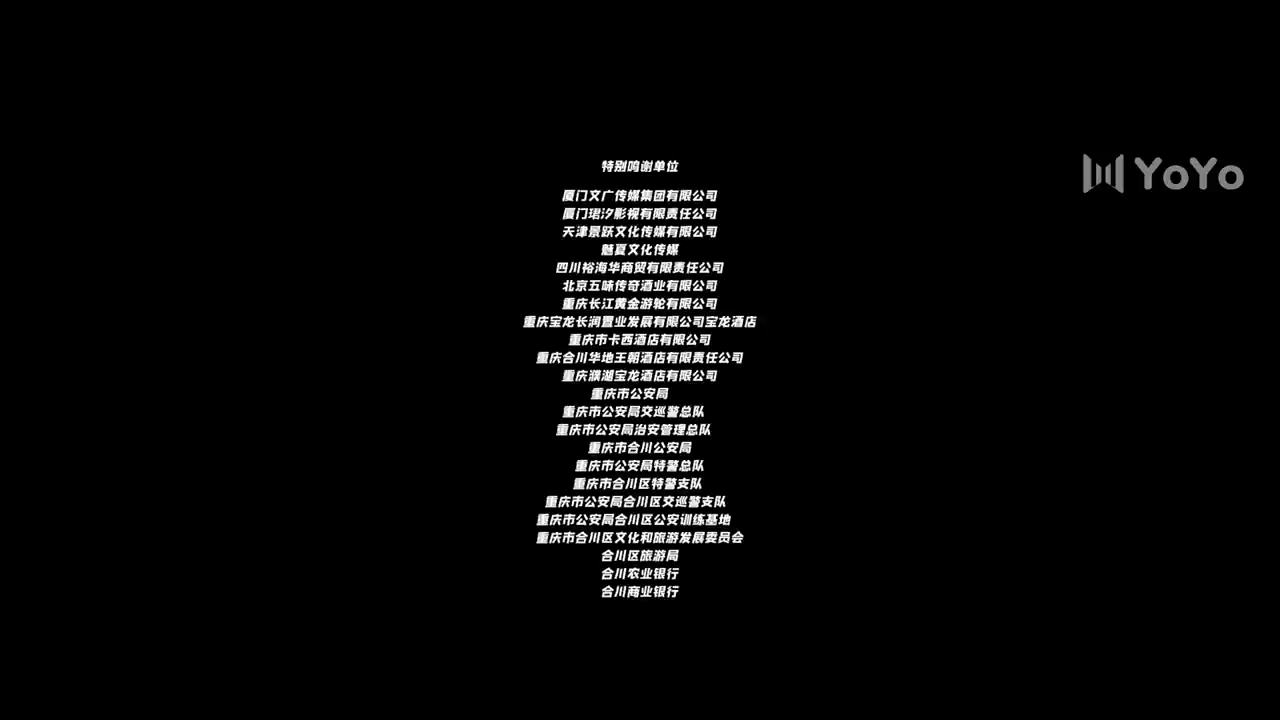 特别鸣谢单位
YoYo
厦门文广传媒集团有限公司
厦门珺汐影视有限责任公司
天津景跃文化传媒有限公司
魅夏文化传媒
四川裕海华商贸有限责任公司
北京五味传奇酒业有限公司
重庆长江黄金游轮有限公司
重庆宝龙长润置业发展有限公司宝龙酒店
重庆市卡西酒店有限公司
重庆合川华地王朝酒店有限责任公司
重庆濮湖宝龙酒店有限公司
重庆市公安局
重庆市公安局交巡警总队
重庆市公安局治安管理总队
重庆市合川公安局
重庆市公安局特警总队
重庆市合川区特警支队
重庆市公安局合川区交巡警支队
重庆市公安局合川区公安训练基地
重庆市合川区文化和旅游发展委员会
合川区旅游局
合川农业银行
合川商业银行